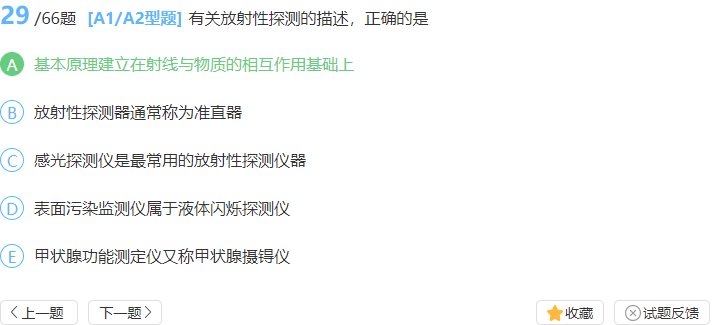 29 /66题 [A1/A2型题] 有关放射性探测的描述，正确的是
A 基本原理建立在射线与物质的相互作用基础上
B 放射性探测器通常称为准直器
C 感光探测仪是最常用的放射性探测仪器
D 表面污染监测仪属于液体闪烁探测仪
E 甲状腺功能测定仪又称甲状腺摄锝仪
上一题 下一题 收藏 试题反馈